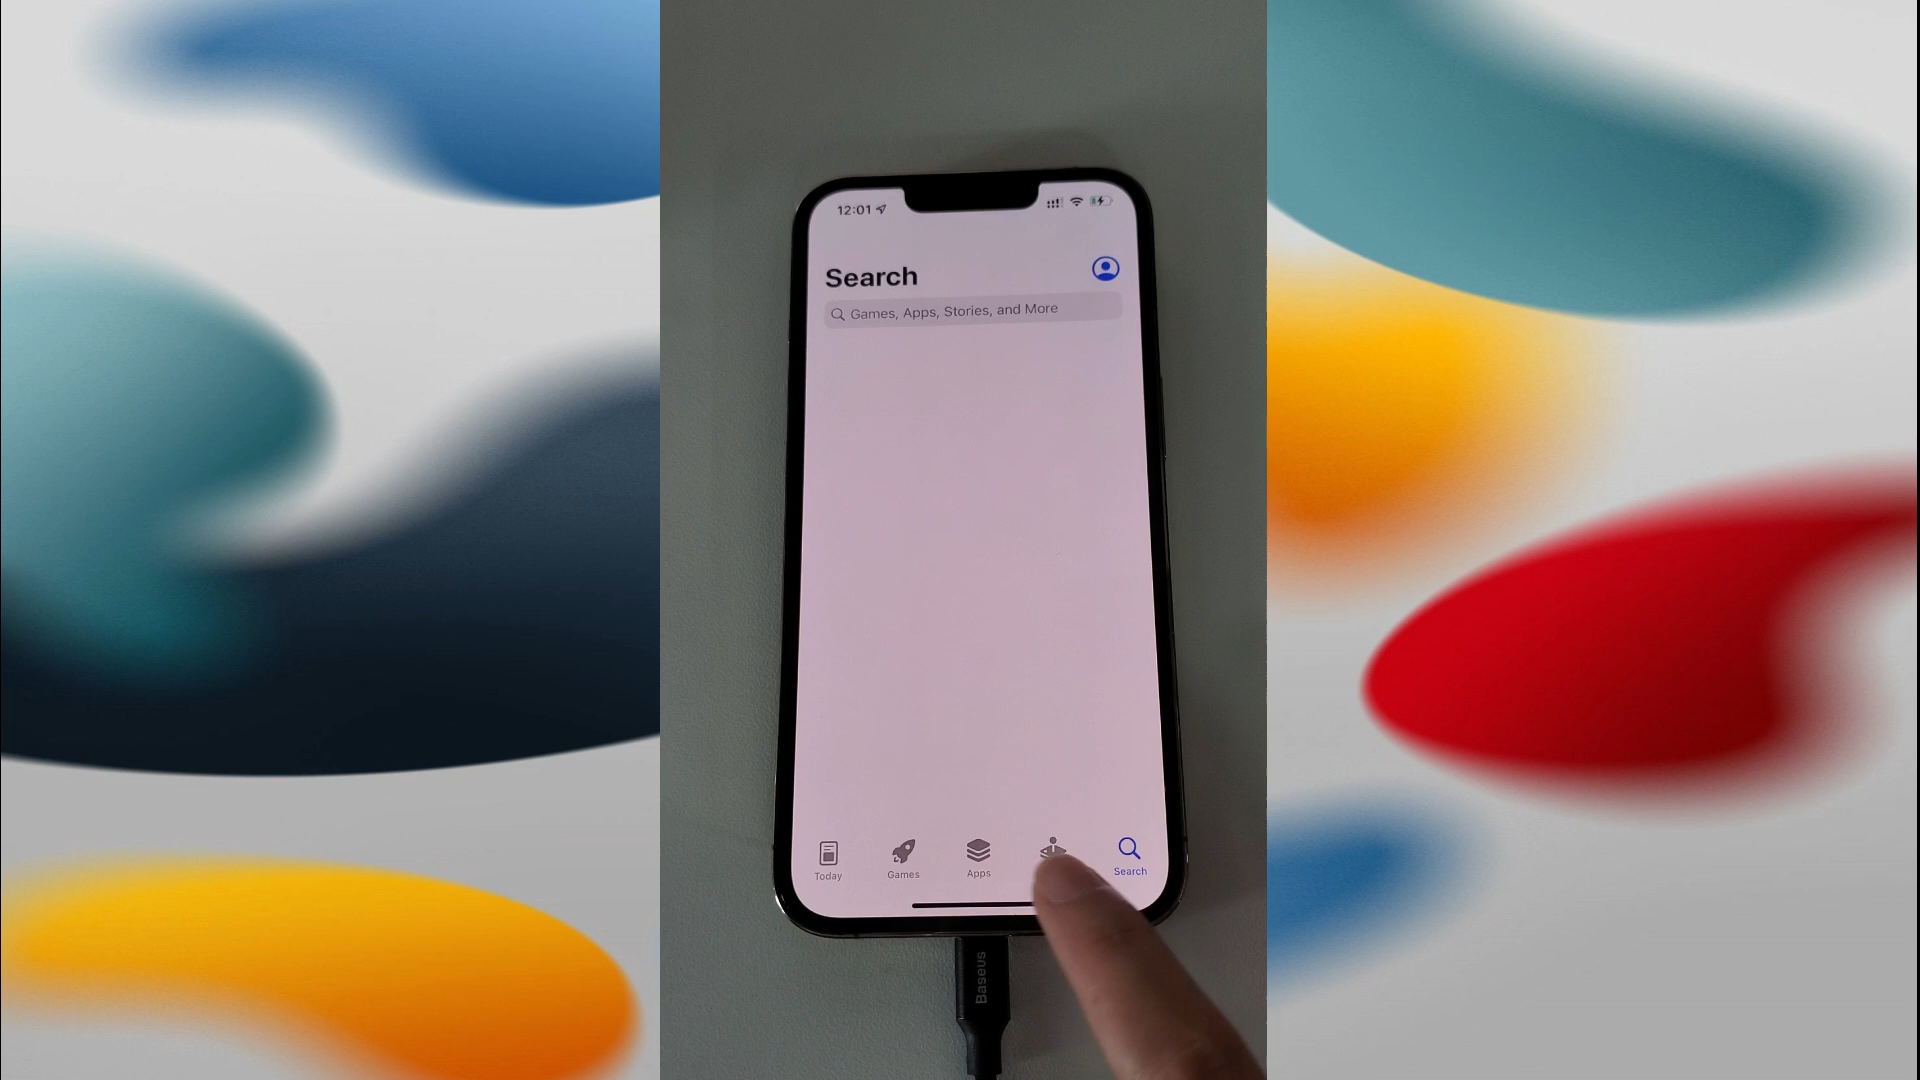 12:01
Search
Games, Apps, Stories, and More
Today
Games
Apps
Search
Baseus